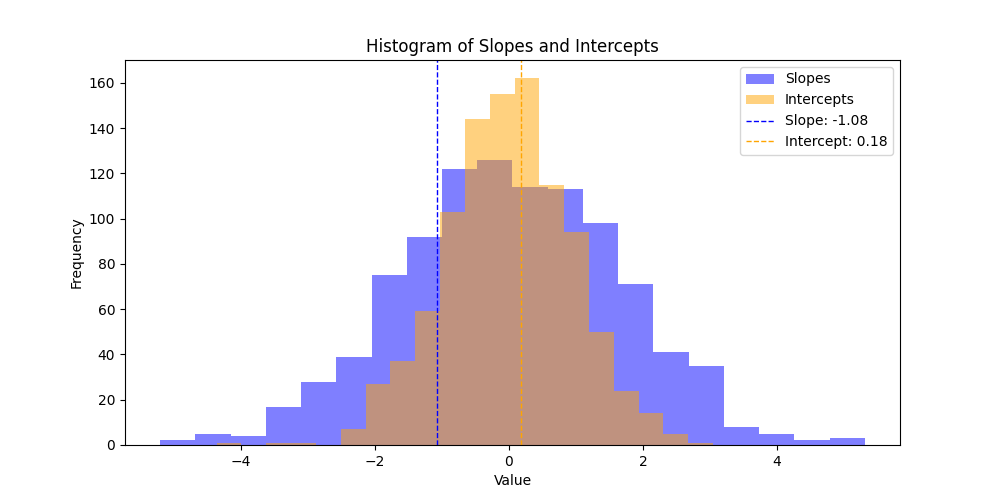 Histogram of Slopes and Intercepts
Slopes
Intercepts
Slope: -1.08
Intercept: 0.18
Frequency
160
140
120
100
80
60
40
20
0
−4
−2
0
2
4
Value